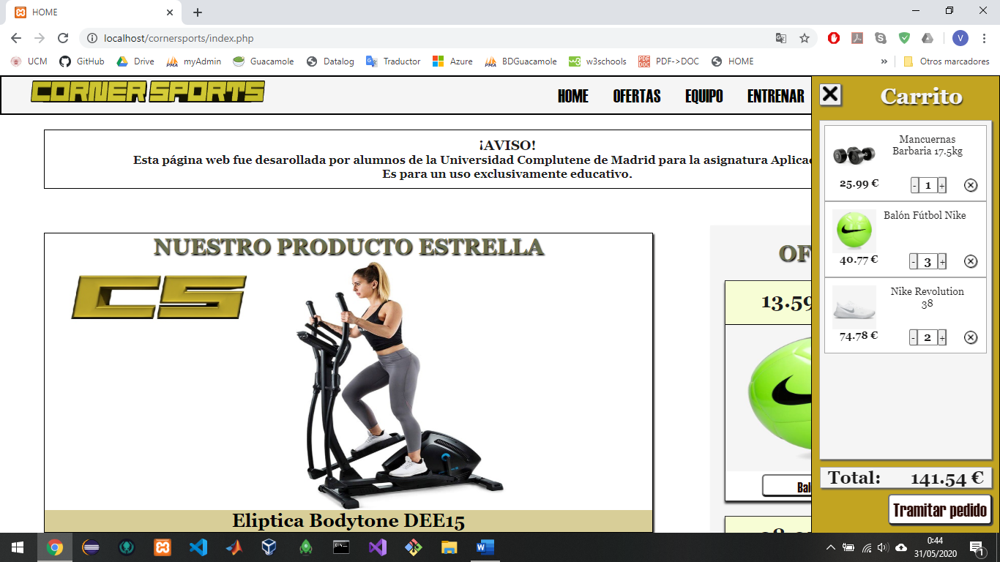 HOME
localhost/cornersports/index.php
V
UCM GitHub Drive myAdmin Guacamole Datalog Traductor Azure BDGuacamole w3schools PDF->DOC HOME » Otros marcadores
CORNER SPORTS
HOME OFERTAS EQUIPO ENTRENAR
¡AVISO!
Esta página web fue desarollada por alumnos de la Universidad Complutene de Madrid para la asignatura
Es para un uso exclusivamente educativo.
NUESTRO PRODUCTO ESTRELLA
CS
Eliptica Bodytone DEE15
13.59
Carrito
Mancuernas
Barbaria 17.5kg
25.99 € - 1 +
Balón Fútbol Nike
40.77 € - 3 +
Nike Revolution
38
74.78 € - 2 +
Total: 141.54 €
Tramitar pedido
0:44
31/05/2020
1